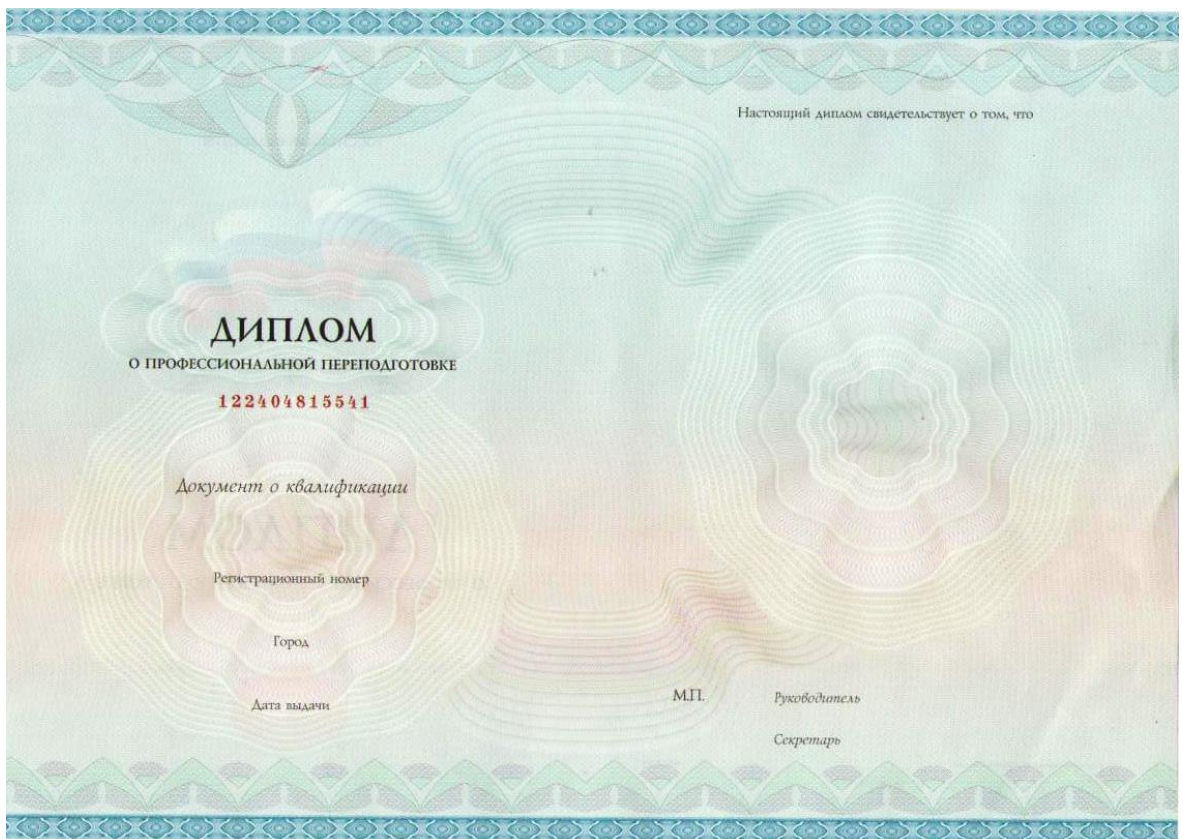 Настоящий диплом свидетельствует о том, что
ДИПЛОМ
О ПРОФЕССИОНАЛЬНОЙ ПЕРЕПОДГОТОВКЕ
122404815541
Документ о квалификации
Регистрационный номер
Город
Дата выдачи
М.П.
Руководитель
Секретарь